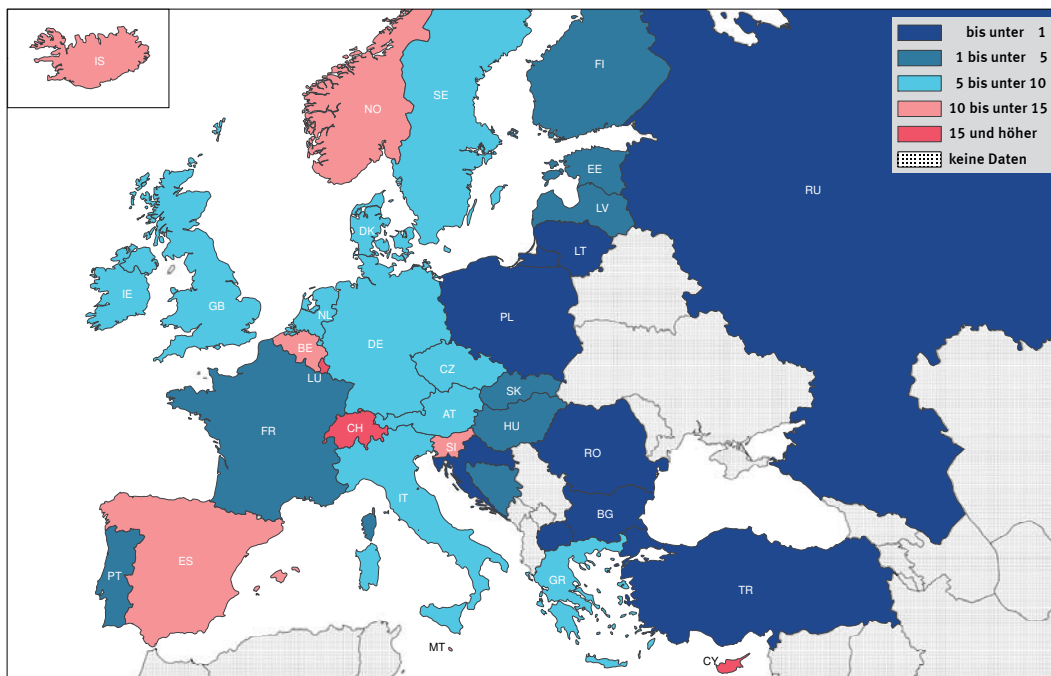 bis unter 1
1 bis unter 5
5 bis unter 10
10 bis unter 15
15 und höher
keine Daten
IS
NO
SE
FI
RU
EE
LV
LT
DK
IE
GB
NL
DE
PL
BE
LU
CZ
SK
AT
HU
FR
CH
SI
RO
IT
BG
PT
ES
GR
TR
MT
CY